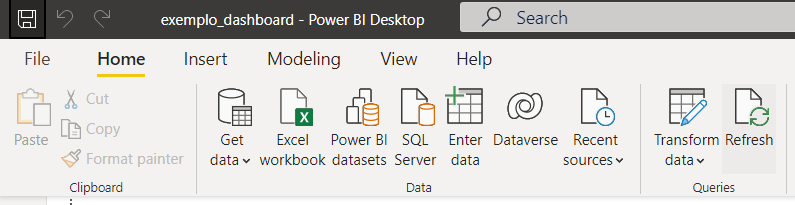 exemplo_dashboard - Power BI Desktop
Search
File Home Insert Modeling View Help
Paste
Cut
Copy
Format painter
Clipboard
Get data
Excel workbook
Power BI datasets
SQL Server
Enter data
Dataverse
Recent sources
Data
Transform data
Refresh
Queries